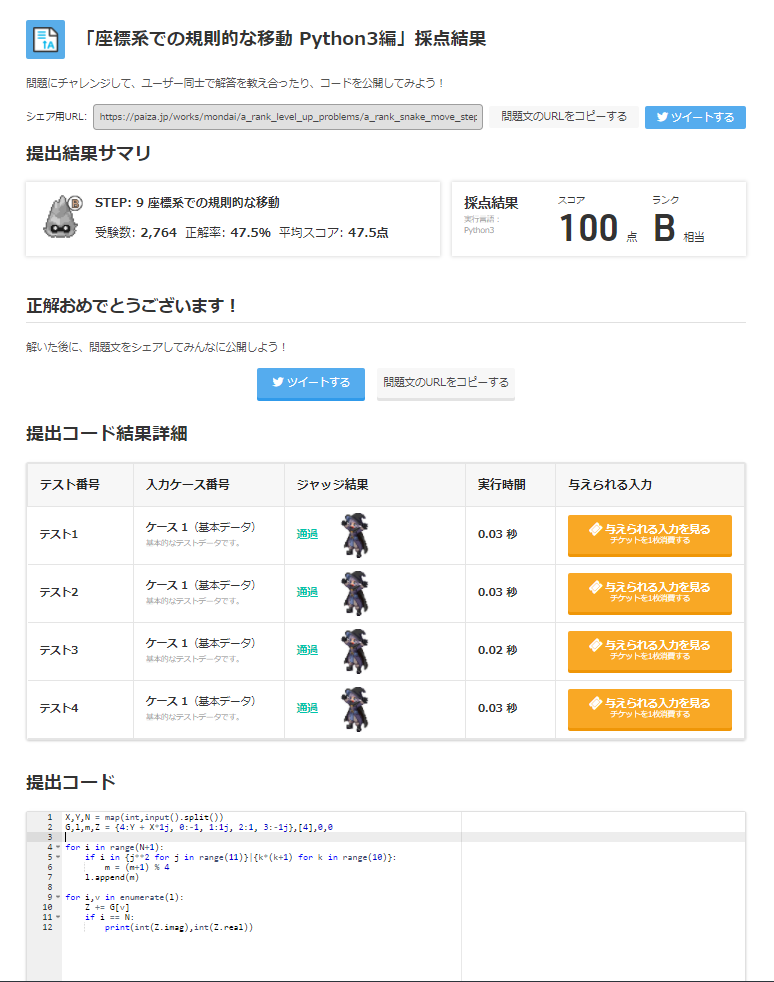 「座標系での規則的な移動 Python3編」採点結果
問題にチャレンジして、ユーザー同士で解答を教え合ったり、コードを公開してみよう！
シェア用URL: https://paiza.jp/works/mondai/a_rank_level_up_problems/a_rank_snake_move_step 問題文のURLをコピーする ツイートする
提出結果サマリ
B STEP: 9 座標系での規則的な移動
受験数: 2,764 正解率: 47.5% 平均スコア: 47.5点
採点結果 スコア ランク
実行言語：
Python3
100 点 B 相当
正解おめでとうございます！
解いた後に、問題文をシェアしてみんなに公開しよう！
ツイートする 問題文のURLをコピーする
提出コード結果詳細
テスト番号 入力ケース番号 ジャッジ結果 実行時間 与えられる入力
テスト1 ケース 1（基本データ） 通過 0.03 秒 与えられる入力を見る
基本的なテストデータです。 チケットを1枚消費する
テスト2 ケース 1（基本データ） 通過 0.03 秒 与えられる入力を見る
基本的なテストデータです。 チケットを1枚消費する
テスト3 ケース 1（基本データ） 通過 0.02 秒 与えられる入力を見る
基本的なテストデータです。 チケットを1枚消費する
テスト4 ケース 1（基本データ） 通過 0.03 秒 与えられる入力を見る
基本的なテストデータです。 チケットを1枚消費する
提出コード
1 X,Y,N = map(int,input().split())
2 G,l,m,Z = {4:Y + X*1j, 0:-1, 1:1j, 2:1, 3:-1j},[4],0,0
3
4 for i in range(N+1):
5     if i in {j**2 for j in range(11)}|{k*(k+1) for k in range(10)}:
6         m = (m+1) % 4
7     l.append(m)
8
9 for i,v in enumerate(l):
10     Z += G[v]
11     if i == N:
12         print(int(Z.imag),int(Z.real))